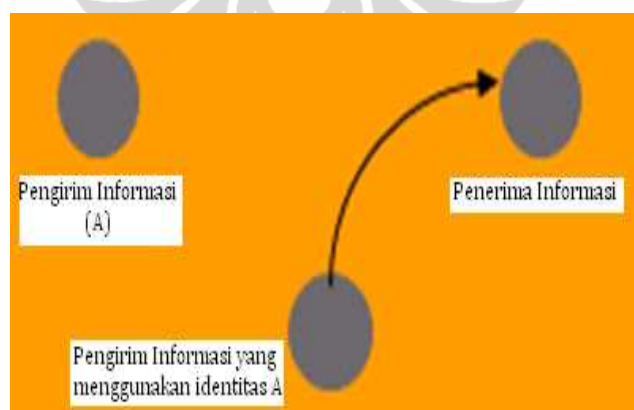 Pengirim Informasi
(A)
Penerima Informasi
Pengirim Informasi yang
menggunakan identitas A